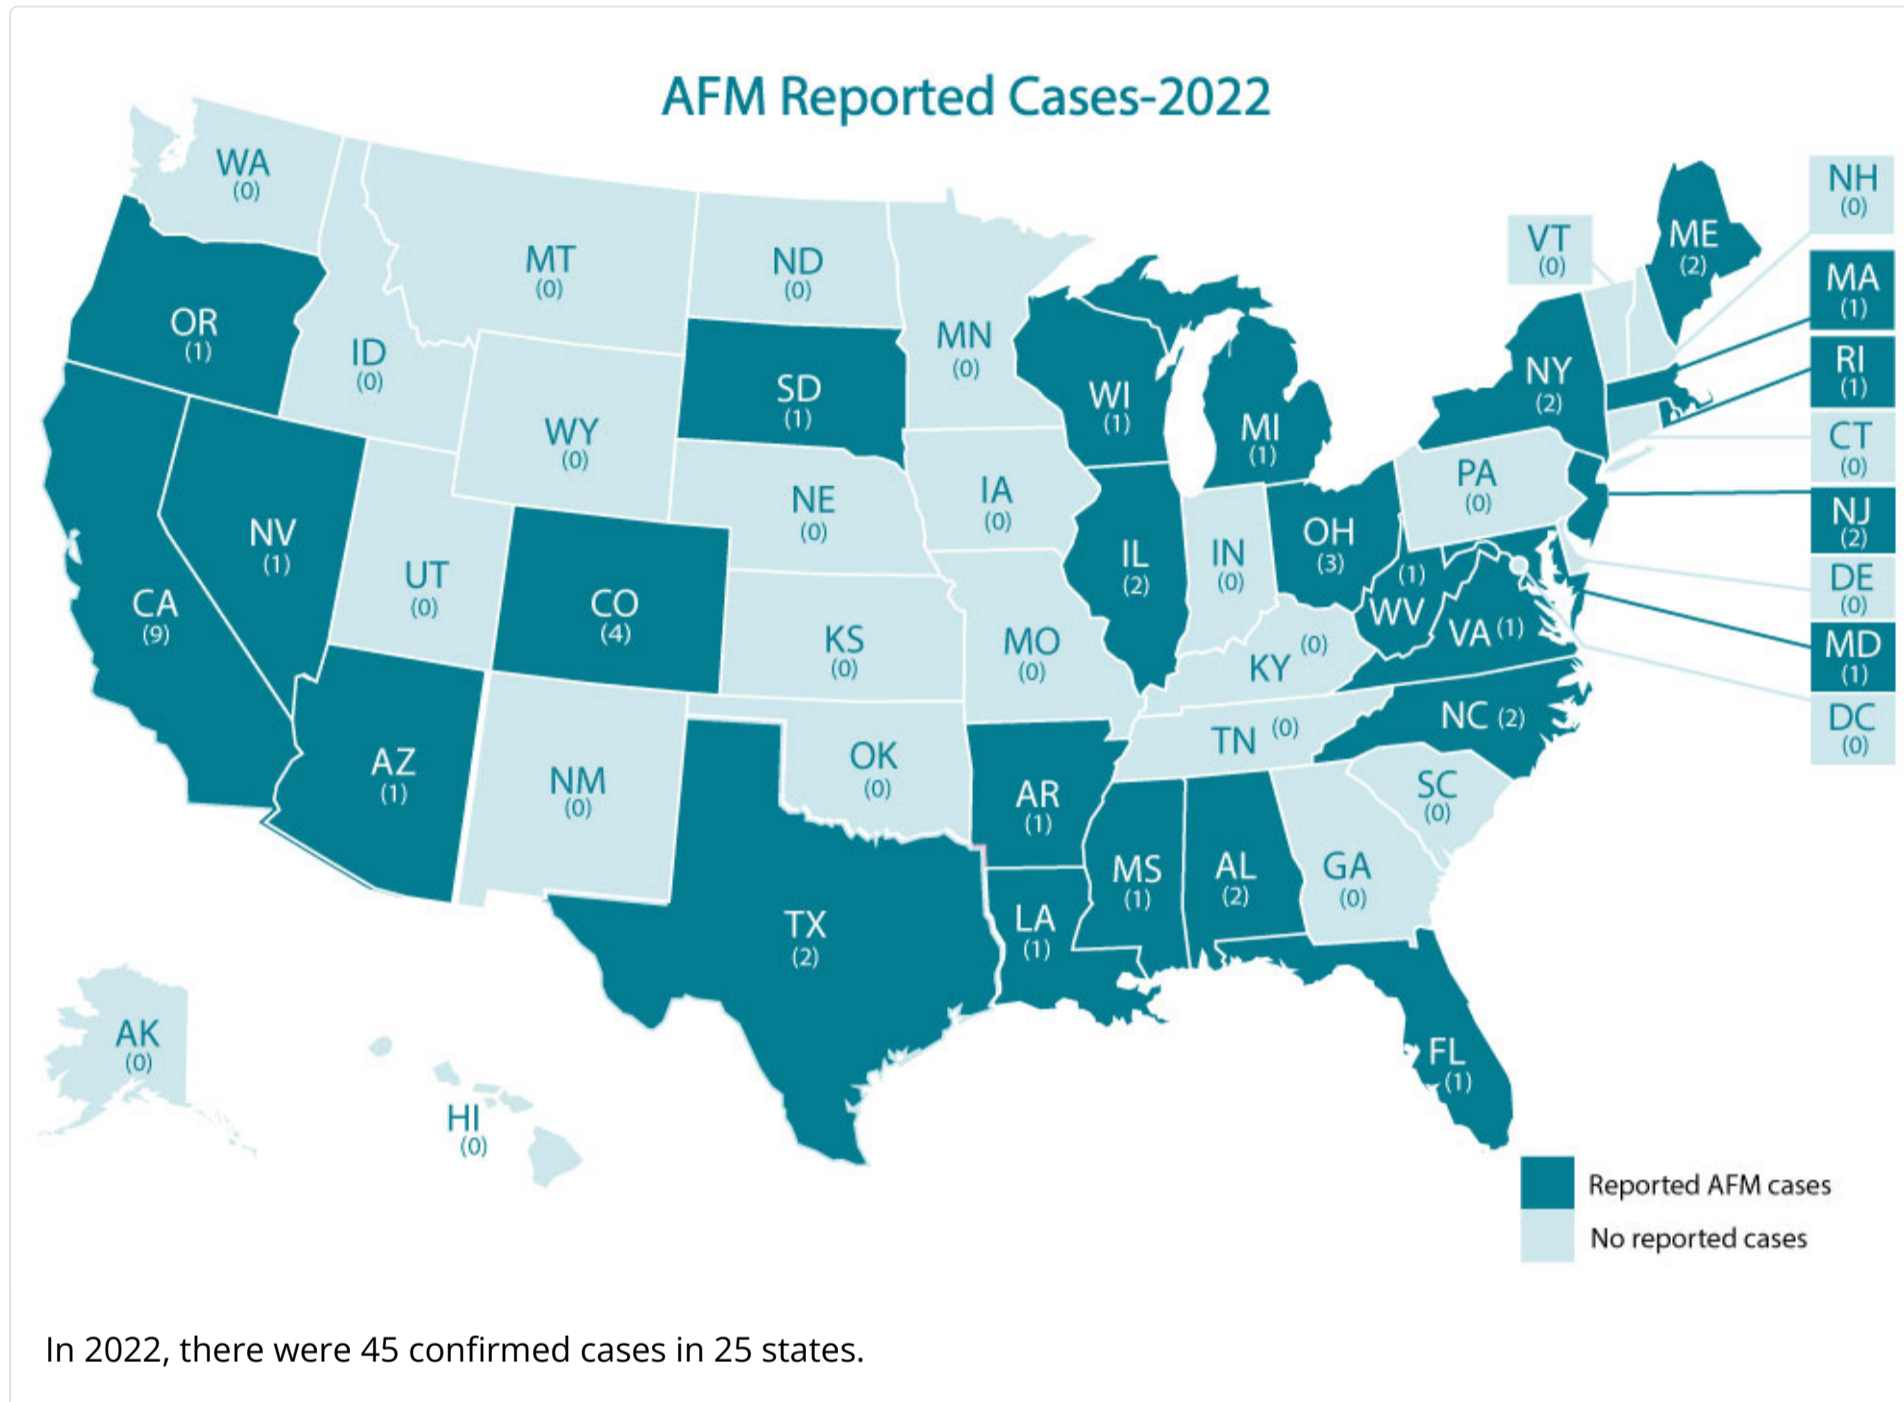 AFM Reported Cases-2022
WA
(0)
OR
(1)
CA
(9)
NV
(1)
ID
(0)
MT
(0)
WY
(0)
UT
(0)
CO
(4)
AZ
(1)
NM
(0)
ND
(0)
SD
(1)
NE
(0)
KS
(0)
OK
(0)
TX
(2)
MN
(0)
IA
(0)
MO
(0)
AR
(1)
LA
(1)
WI
(1)
IL
(2)
MI
(1)
IN
(0)
OH
(3)
KY (0)
TN (0)
MS
(1)
AL
(2)
GA
(0)
FL
(1)
SC
(0)
NC (2)
VA (1)
(1)
WV
PA
(0)
NY
(2)
VT
(0)
ME
(2)
NH
(0)
MA
(1)
RI
(1)
CT
(0)
NJ
(2)
DE
(0)
MD
(1)
DC
(0)
AK
(0)
HI
(0)
Reported AFM cases
No reported cases
In 2022, there were 45 confirmed cases in 25 states.